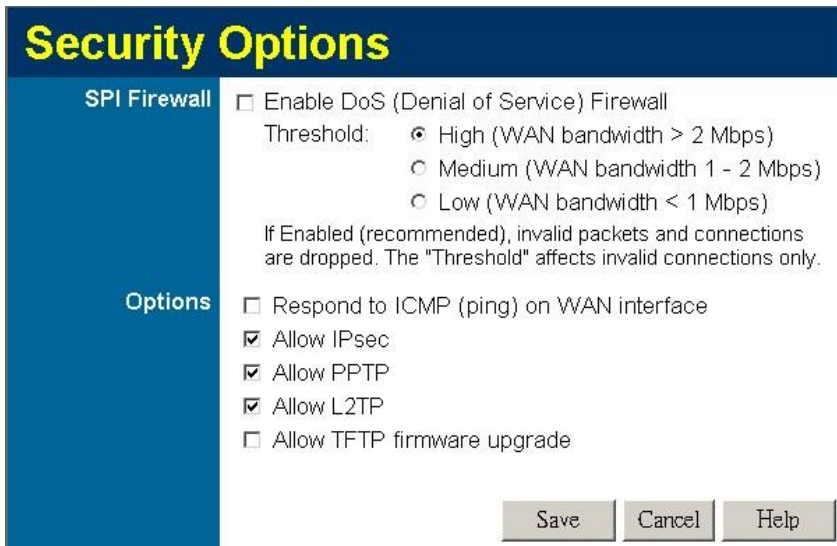 Security Options
SPI Firewall
Enable DoS (Denial of Service) Firewall
Threshold: High (WAN bandwidth > 2 Mbps)
Medium (WAN bandwidth 1 - 2 Mbps)
Low (WAN bandwidth < 1 Mbps)
If Enabled (recommended), invalid packets and connections
are dropped. The "Threshold" affects invalid connections only.
Options
Respond to ICMP (ping) on WAN interface
Allow IPsec
Allow PPTP
Allow L2TP
Allow TFTP firmware upgrade
Save Cancel Help